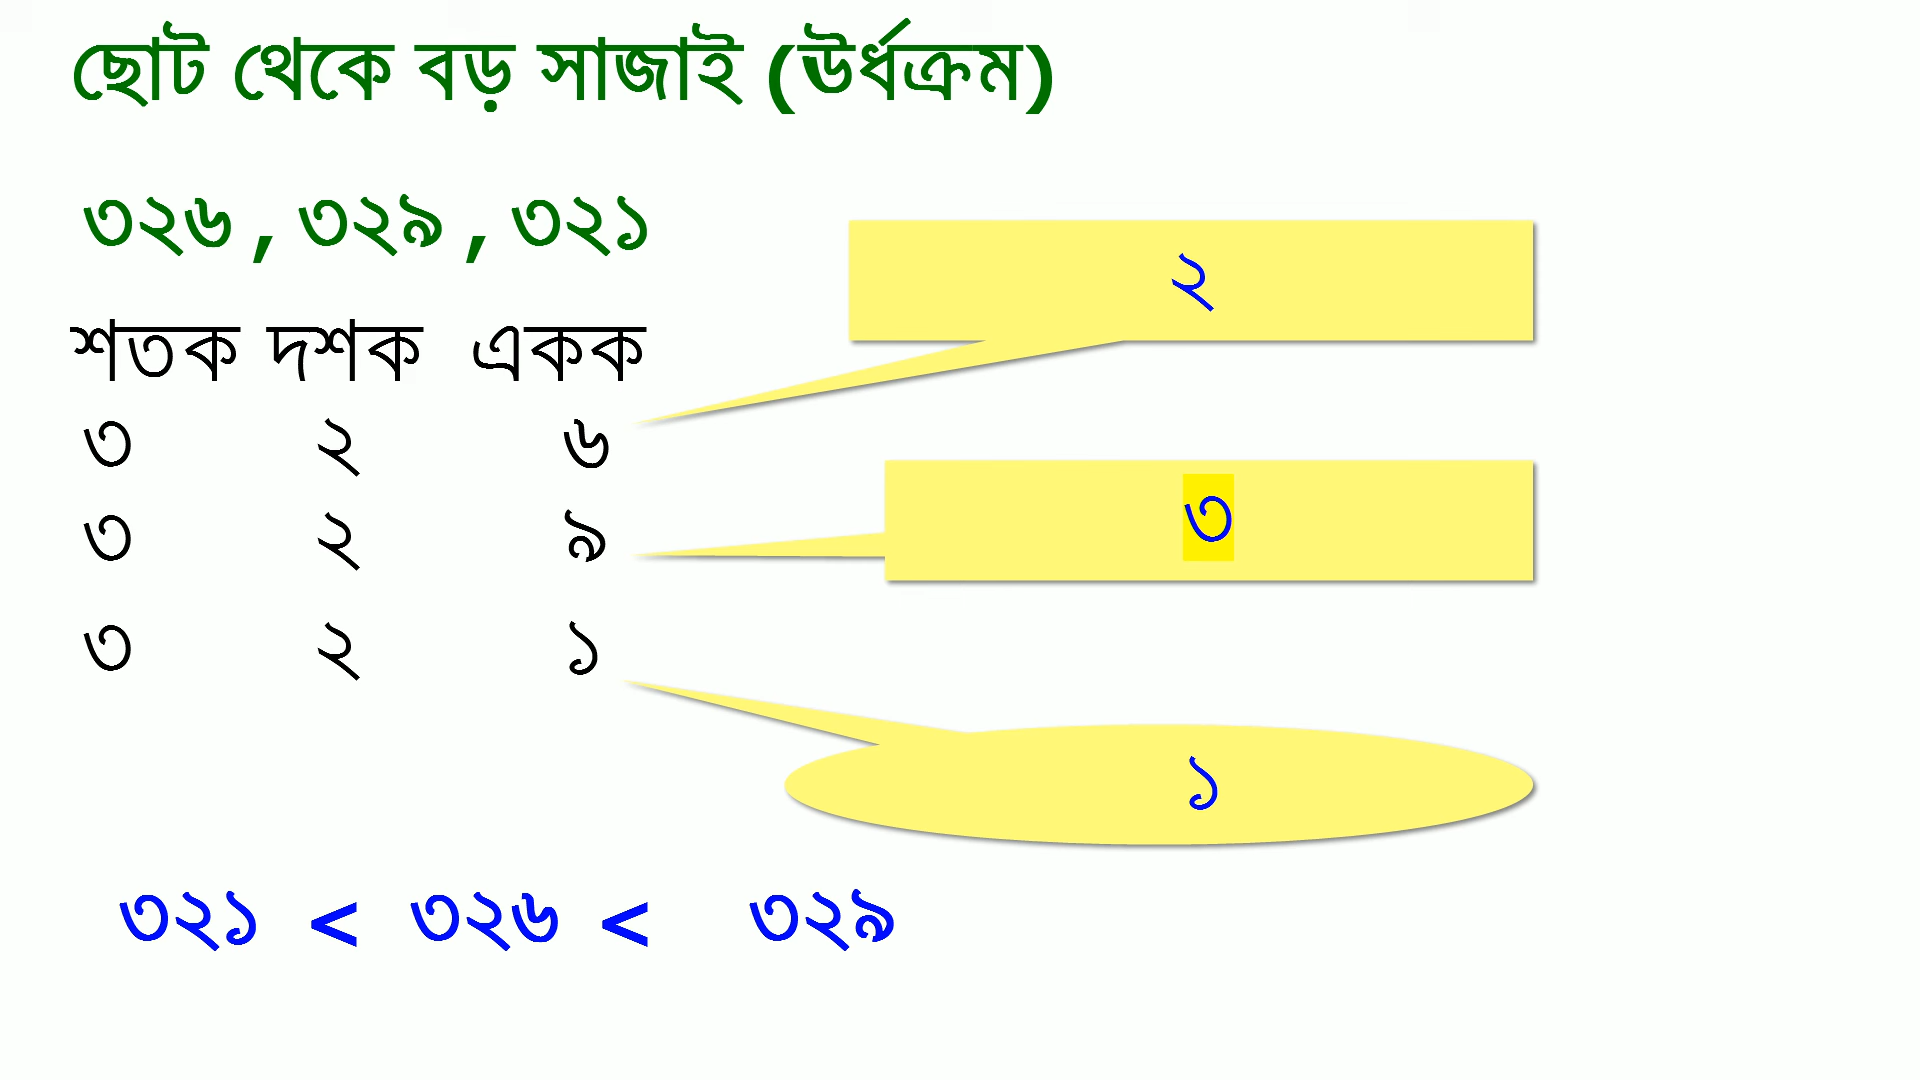 ছোট থেকে বড় সাজাই (ঊর্ধক্রম)
৩২৬ , ৩২৯ , ৩২১
২
শতক দশক একক
৩ ২ ৬
৩ ২ ৯
৩
৩ ২ ১
১
৩২১ < ৩২৬ < ৩২৯